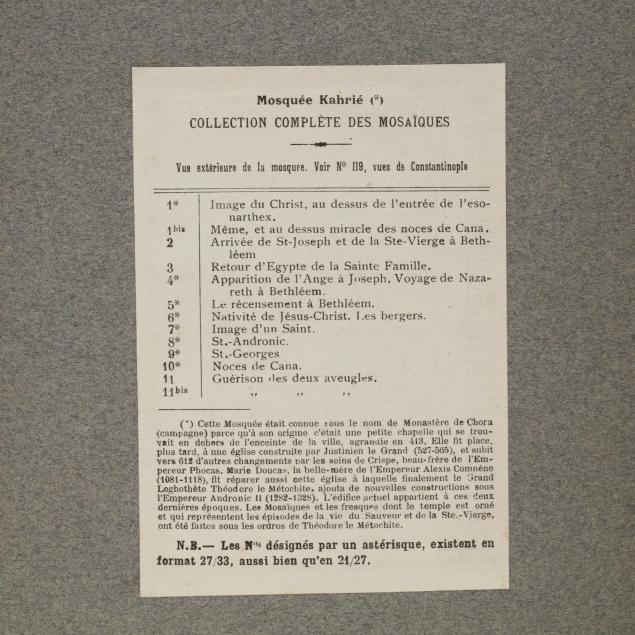 Mosquée Kahrié (*)
COLLECTION COMPLÈTE DES MOSAÏQUES
Vue extérieure de la mosquee. Voir Nº 119, vues de Constantinople
1* Image du Christ, au dessus de l'entrée de l'eso-
narthex.
1bis Même, et au dessus miracle des noces de Cana.
2 Arrivée de St-Joseph et de la Ste-Vierge à Beth-
léem
3 Retour d'Egypte de la Sainte Famille.
4* Apparition de l'Ange à Joseph. Voyage de Naza-
reth à Bethléem.
5* Le récensement à Bethléem.
6* Nativité de Jésus-Christ. Les bergers.
7* Image d'un Saint.
8* St.-Andronic.
9* St.-Georges
10* Noces de Cana.
11 Guérison des deux aveugles.
11bis „ „ „
(*) Cette Mosquée était connue sous le nom de Monastère de Chora
(campagne) parce qu'à son origine c'était une petite chapelle qui se trou-
vait en dehors de l'enceinte de la ville, agrandie en 413. Elle fit place,
plus tard, à une église construite par Justinien le Grand (527-565), et subit
vers 612 d'autres changements par les soins de Crispe, beau-frère de l'Em-
pereur Phocas. Marie Doucas, la belle-mère de l'Empereur Alexis Comnène
(1081-1118), fit réparer aussi cette église à laquelle finalement le Grand
Loghothète Théodore le Métochite. ajouta de nouvelles constructions sous
l'Empereur Andronic II (1282-1328). L'édifice actuel appartient à ces deux
dernières époques. Les Mosaïques et les fresques dont le temple est orné
et qui représentent les épisodes de la vie du Sauveur et de la Ste.-Vierge,
ont été faites sous les ordres de Théodore le Métochite.
N.B.— Les Nos désignés par un astérisque, existent en
format 27/33, aussi bien qu'en 21/27.